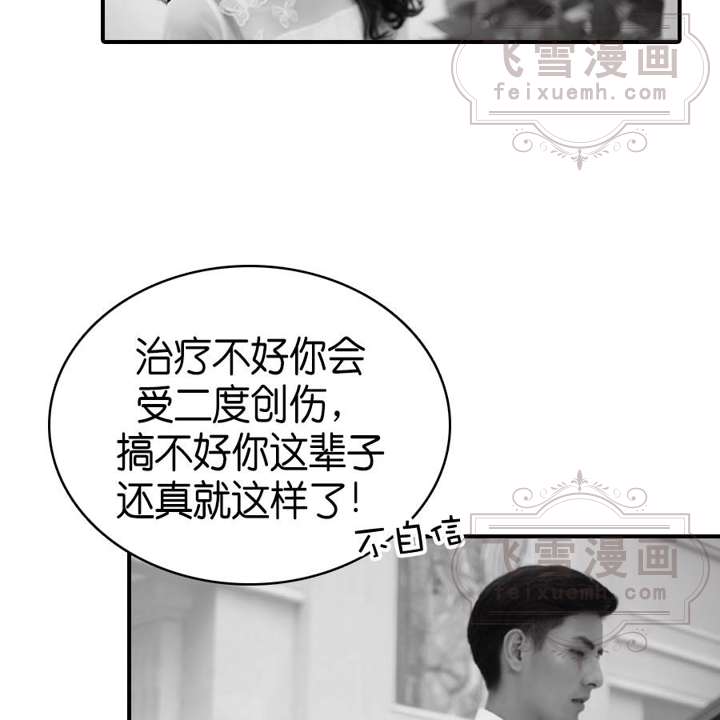 飞雪漫画
feixuemh.com
治疗不好你会
受二度创伤，
搞不好你这辈子
还真就这样了！
不自信
飞雪漫画
feixuemh.com